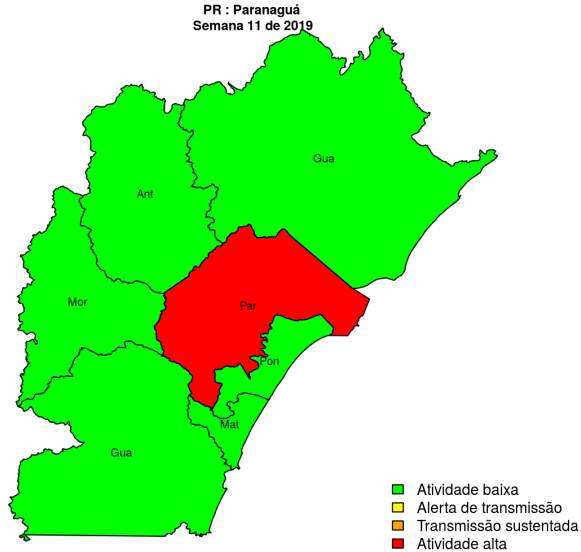 PR : Paranaguá
Semana 11 de 2019
Gua
Ant
Mor
Par
Pon
Mat
Gua
Atividade baixa
Alerta de transmissão
Transmissão sustentada
Atividade alta